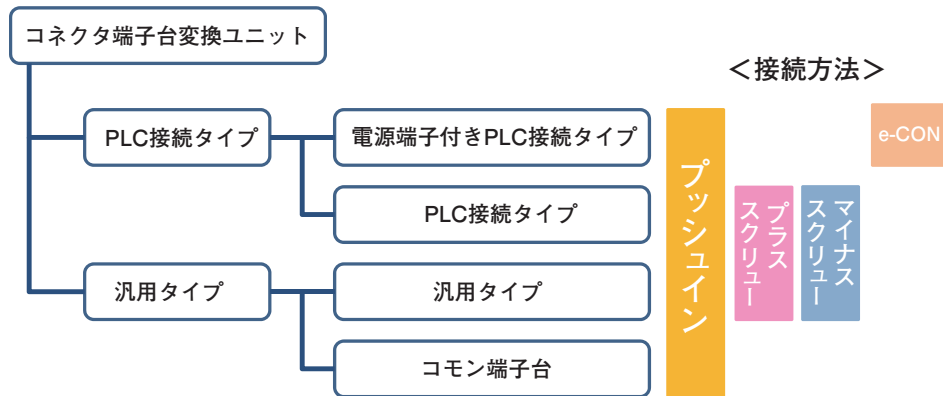 コネクタ端子台変換ユニット
＜接続方法＞
PLC接続タイプ
電源端子付きPLC接続タイプ
PLC接続タイプ
汎用タイプ
汎用タイプ
コモン端子台
プッシュイン
プラス
スクリュー
マイナス
スクリュー
e-CON